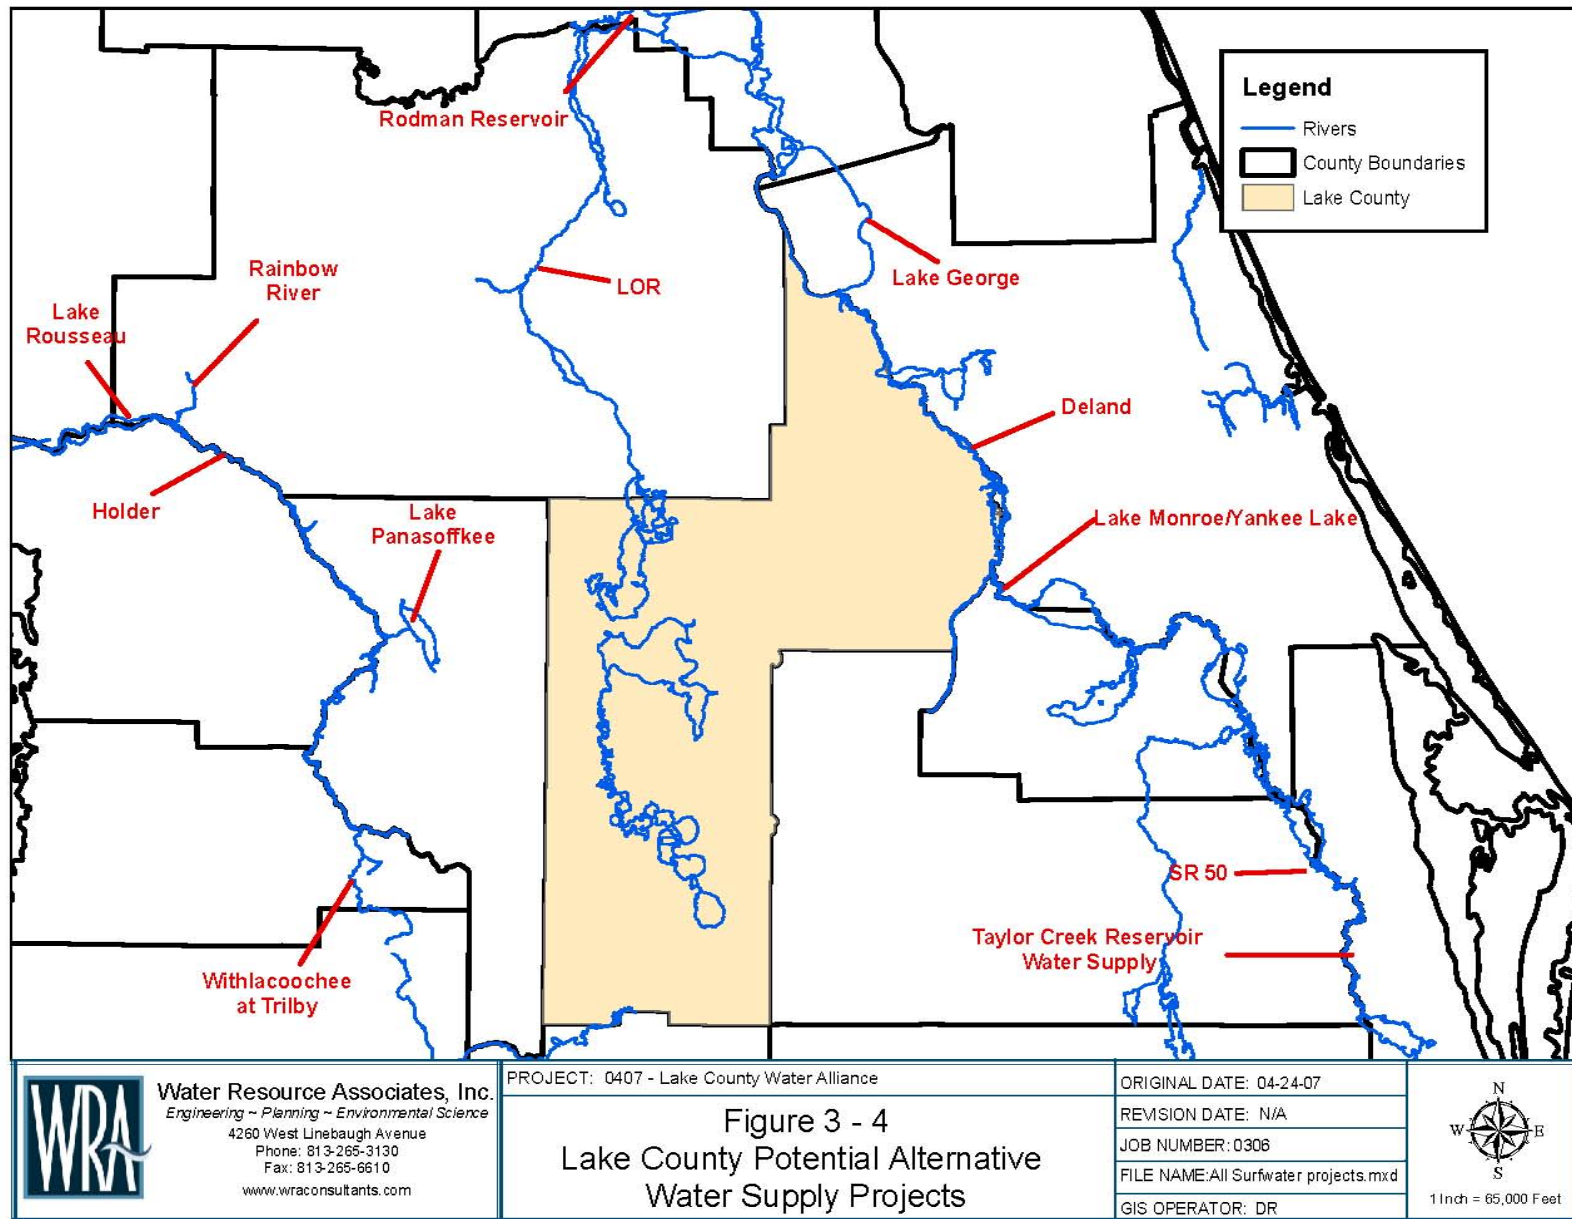 Rodman Reservoir
Legend
Rivers
County Boundaries
Lake County
Rainbow
River
LOR
Lake George
Lake
Rousseau
Deland
Holder
Lake
Panasoffkee
Lake Monroe/Yankee Lake
SR 50
Taylor Creek Reservoir
Water Supply
Withlacoochee
at Trilby
WRA
Water Resource Associates, Inc.
Engineering ~ Planning ~ Environmental Science
4260 West Linebaugh Avenue
Phone: 813-265-3130
Fax: 813-265-6610
www.wraconsultants.com
PROJECT: 0407 - Lake County Water Alliance
Figure 3 - 4
Lake County Potential Alternative
Water Supply Projects
ORIGINAL DATE: 04-24-07
REVISION DATE: N/A
JOB NUMBER: 0306
FILE NAME:All Surfwater projects.mxd
GIS OPERATOR: DR
N
W E
S
1 Inch = 65,000 Feet